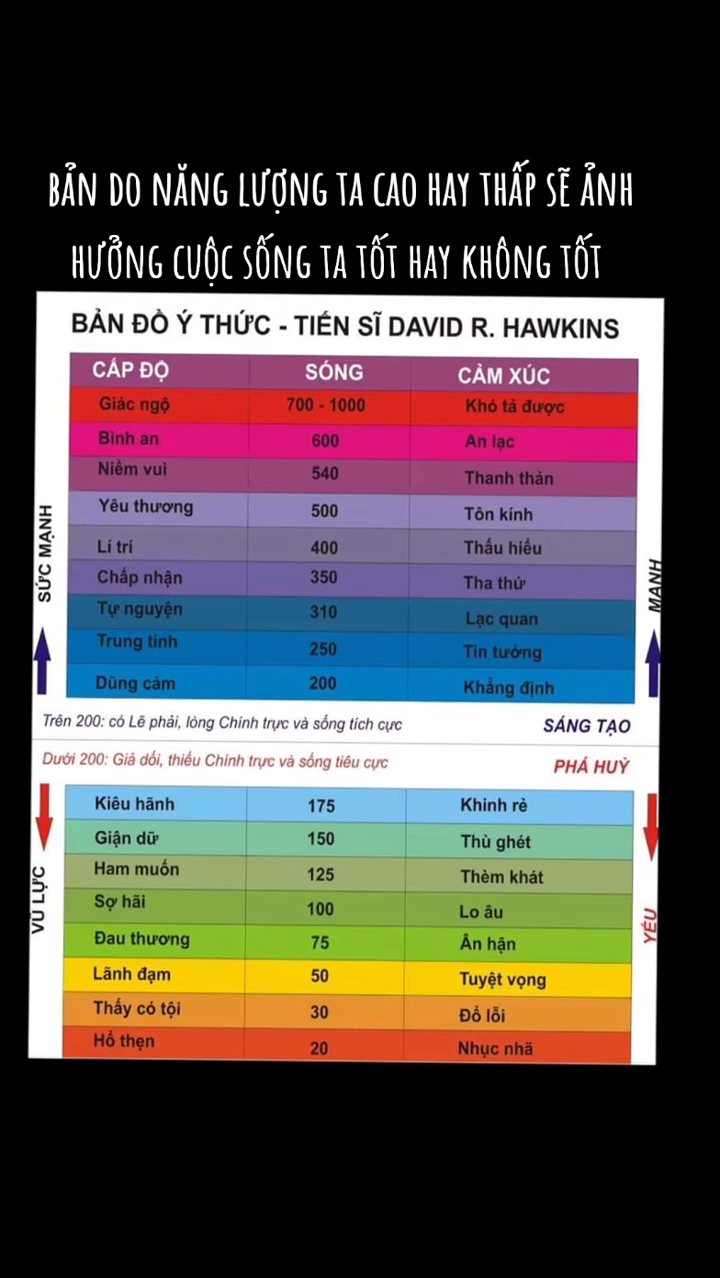 BẢN DO NĂNG LƯỢNG TA CAO HAY THẤP SẼ ẢNH
HƯỞNG CUỘC SỐNG TA TỐT HAY KHÔNG TỐT
BẢN ĐỒ Ý THỨC - TIẾN SĨ DAVID R. HAWKINS
CẤP ĐỘ SÓNG CẢM XÚC
Giác ngộ 700 - 1000 Khó tả được
Bình an 600 An lạc
Niềm vui 540 Thanh thản
Yêu thương 500 Tôn kính
Lí trí 400 Thấu hiểu
Chấp nhận 350 Tha thứ
Tự nguyện 310 Lạc quan
Trung tính 250 Tin tưởng
Dũng cảm 200 Khẳng định
SỨC MẠNH
MẠNH
Trên 200: có Lẽ phải, lòng Chính trực và sống tích cực SÁNG TẠO
Dưới 200: Giả dối, thiếu Chính trực và sống tiêu cực PHÁ HUỶ
Kiêu hãnh 175 Khinh rẻ
Giận dữ 150 Thù ghét
Ham muốn 125 Thèm khát
Sợ hãi 100 Lo âu
Đau thương 75 Ân hận
Lãnh đạm 50 Tuyệt vọng
Thấy có tội 30 Đổ lỗi
Hổ thẹn 20 Nhục nhã
VŨ LỰC
YẾU